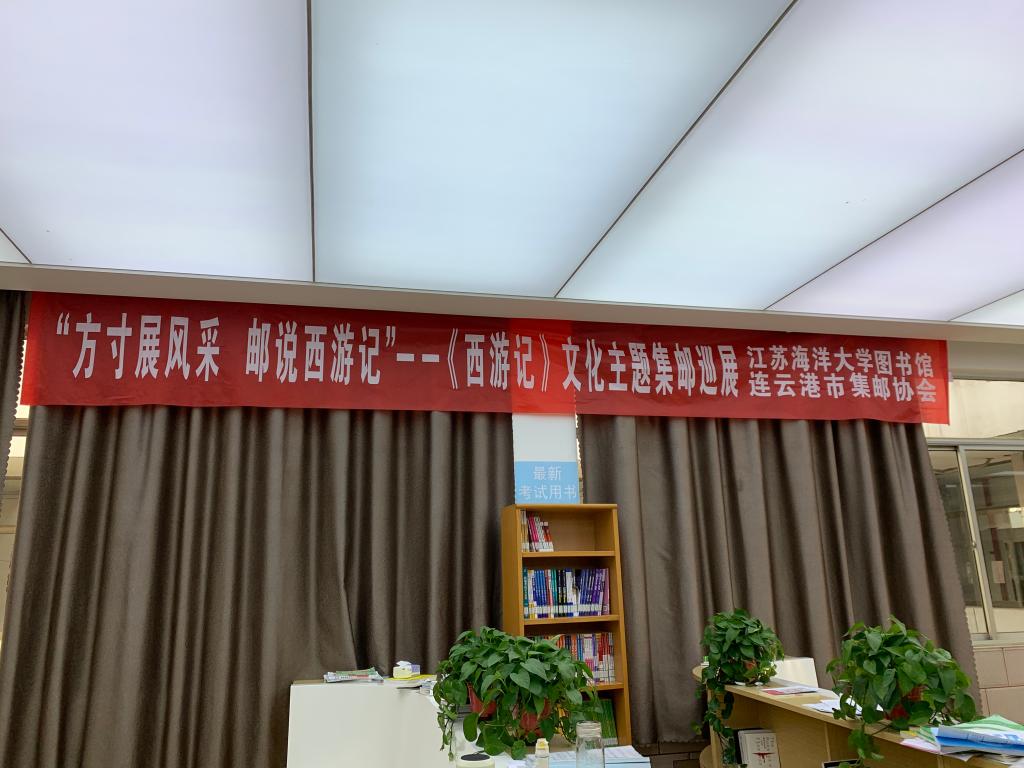 “方寸展风采 邮说西游记”--《西游记》文化主题集邮巡展
江苏海洋大学图书馆
连云港市集邮协会
最新
考试用书